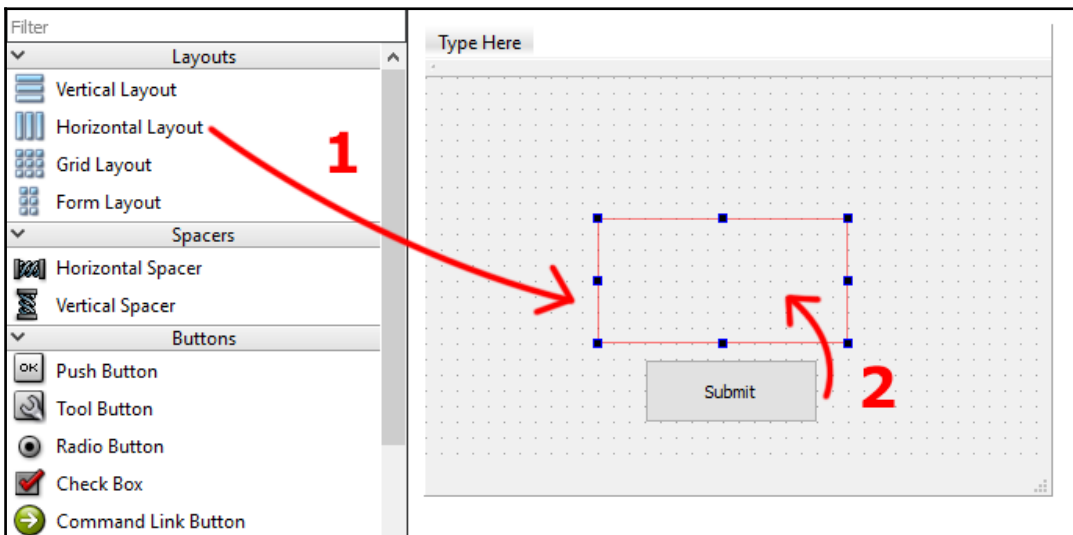 Filter
Layouts
Vertical Layout
Horizontal Layout
Grid Layout
Form Layout
Spacers
Horizontal Spacer
Vertical Spacer
Buttons
OK
Push Button
Tool Button
Radio Button
Check Box
Command Link Button
Type Here
1
2
Submit